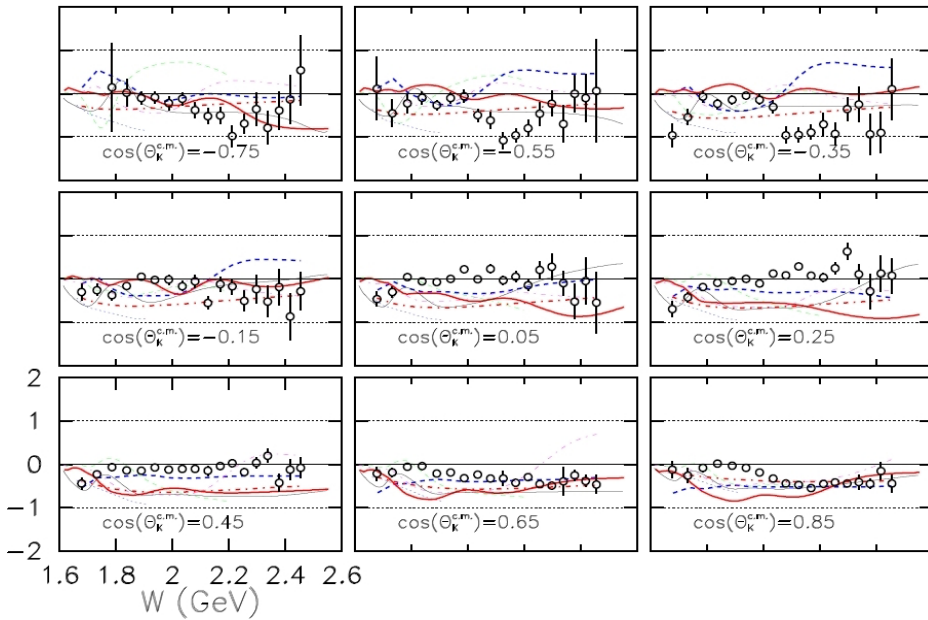 cos(Θ_K^c.m.)=−0.75
cos(Θ_K^c.m.)=−0.55
cos(Θ_K^c.m.)=−0.35
cos(Θ_K^c.m.)=−0.15
cos(Θ_K^c.m.)=0.05
cos(Θ_K^c.m.)=0.25
2
1
0
−1
−2
cos(Θ_K^c.m.)=0.45
cos(Θ_K^c.m.)=0.65
cos(Θ_K^c.m.)=0.85
1.6 1.8 2 2.2 2.4 2.6
W (GeV)